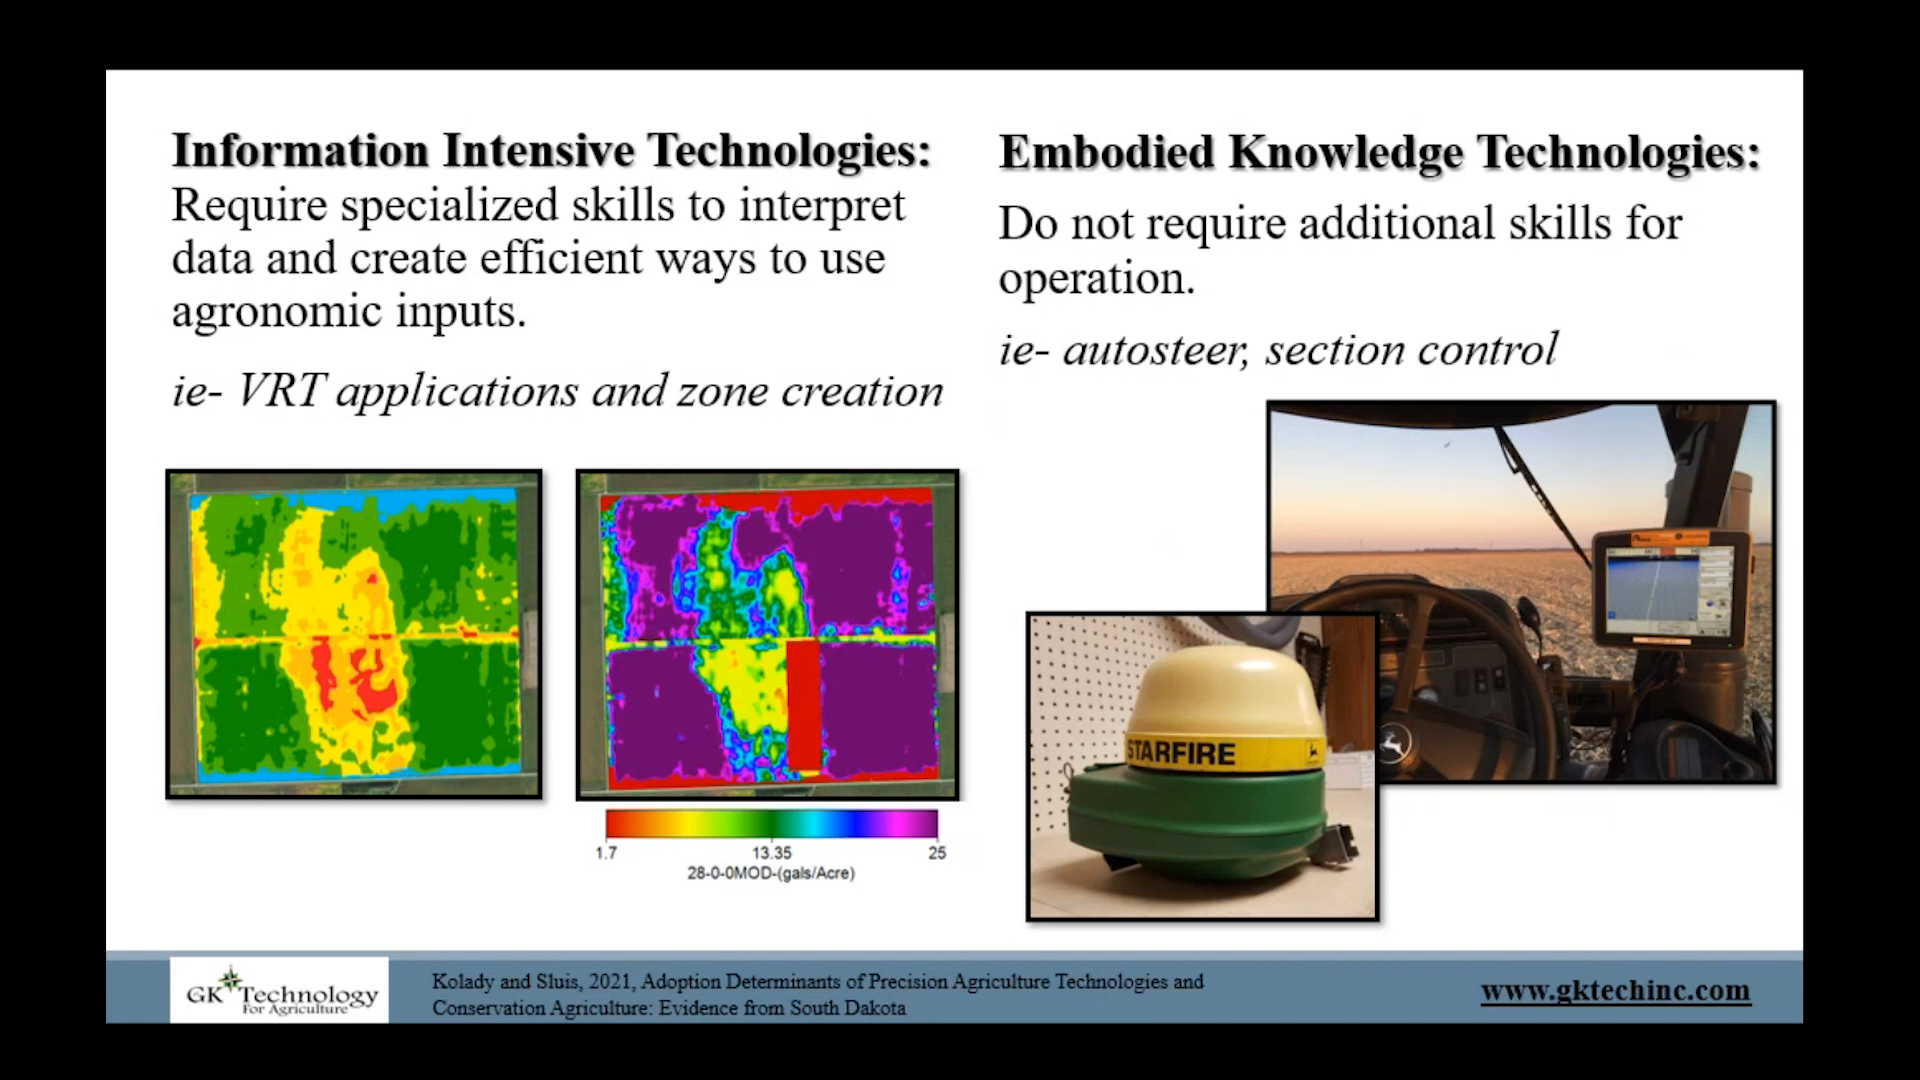 Information Intensive Technologies:
Require specialized skills to interpret
data and create efficient ways to use
agronomic inputs.
ie- VRT applications and zone creation
Embodied Knowledge Technologies:
Do not require additional skills for
operation.
ie- autosteer, section control
STARFIRE
1.7
13.35
25
28-0-0MOD-(gals/Acre)
GK Technology
For Agriculture
Kolady and Sluis, 2021, Adoption Determinants of Precision Agriculture Technologies and
Conservation Agriculture: Evidence from South Dakota
www.gktechinc.com